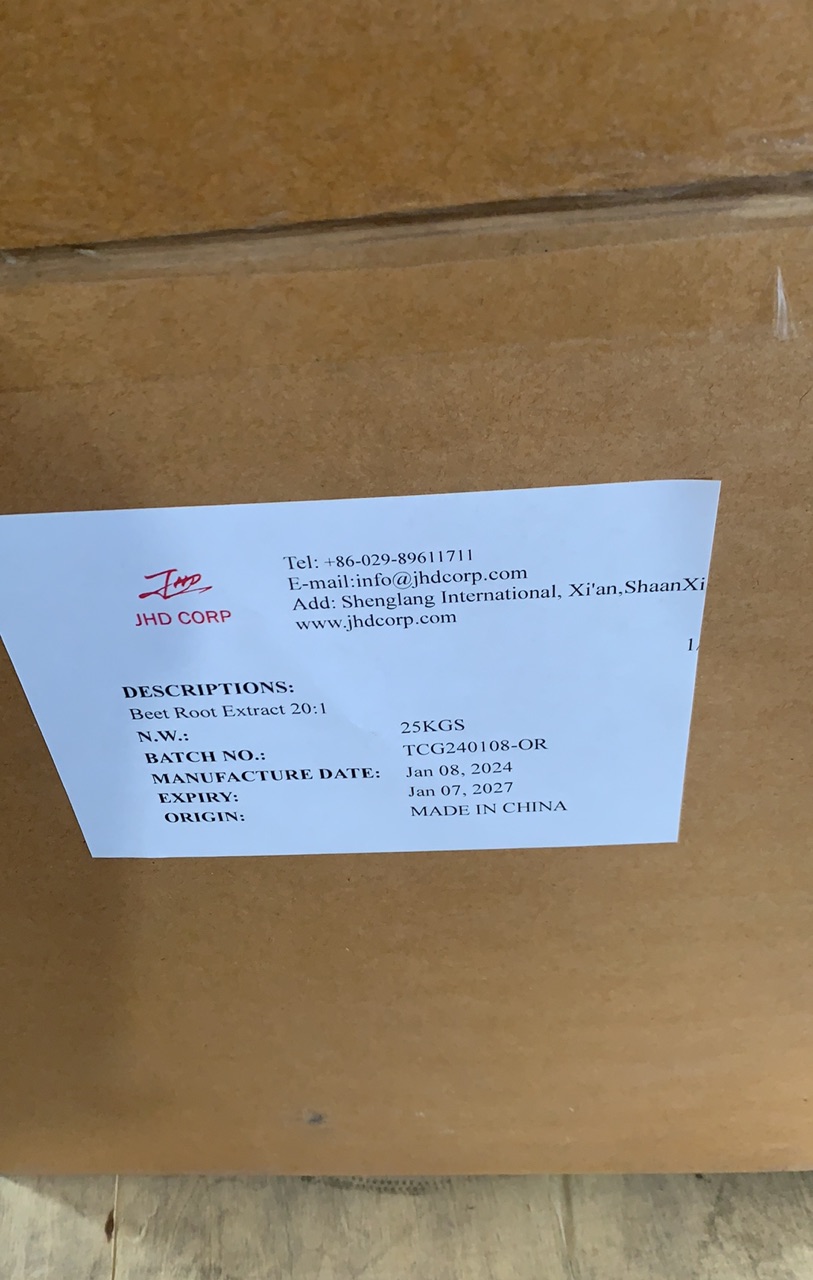 JHD
JHD CORP
Tel: +86-029-89611711
E-mail:info@jhdcorp.com
Add: Shenglang International, Xi'an,ShaanXi
www.jhdcorp.com
1/
DESCRIPTIONS:
Beet Root Extract 20:1
N.W.: 25KGS
BATCH NO.: TCG240108-OR
MANUFACTURE DATE: Jan 08, 2024
EXPIRY: Jan 07, 2027
ORIGIN: MADE IN CHINA